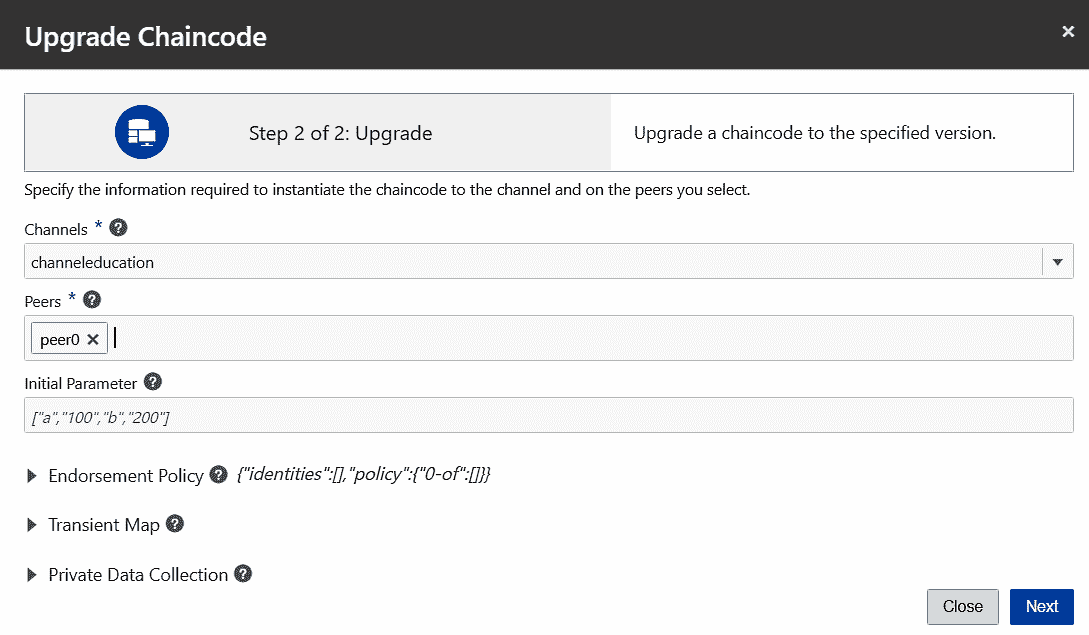 Upgrade Chaincode
×
Step 2 of 2: Upgrade
Upgrade a chaincode to the specified version.
Specify the information required to instantiate the chaincode to the channel and on the peers you select.
Channels * ?
channeleducation
Peers * ?
peer0 ×
Initial Parameter ?
["a","100","b","200"]
Endorsement Policy ? {"identities":[],"policy":{"0-of":[]}}
Transient Map ?
Private Data Collection ?
Close Next